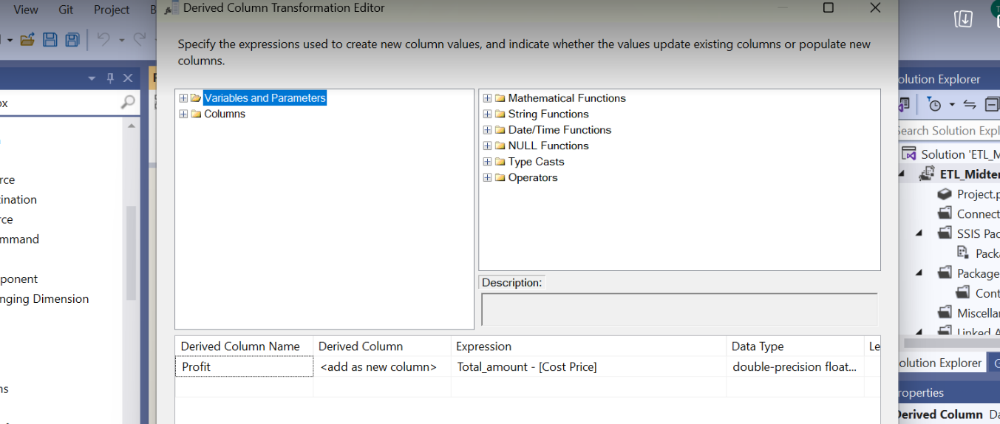 View Git Project B
Derived Column Transformation Editor
Specify the expressions used to create new column values, and indicate whether the values update existing columns or populate new
columns.
ox
Variables and Parameters
Columns
Mathematical Functions
String Functions
Date/Time Functions
NULL Functions
Type Casts
Operators
Description:
Derived Column Name Derived Column Expression Data Type Le
Profit <add as new column> Total_amount - [Cost Price] double-precision float...
rce
ination
rce
mmand
ponent
nging Dimension
ns
olution Explorer
Search Solution Expl
Solution 'ETL_M
ETL_Midter
Project.p
Connect
SSIS Pac
Packa
Package
Cont
Miscella
Linked A
olution Explorer G
roperties
Derived Column Da